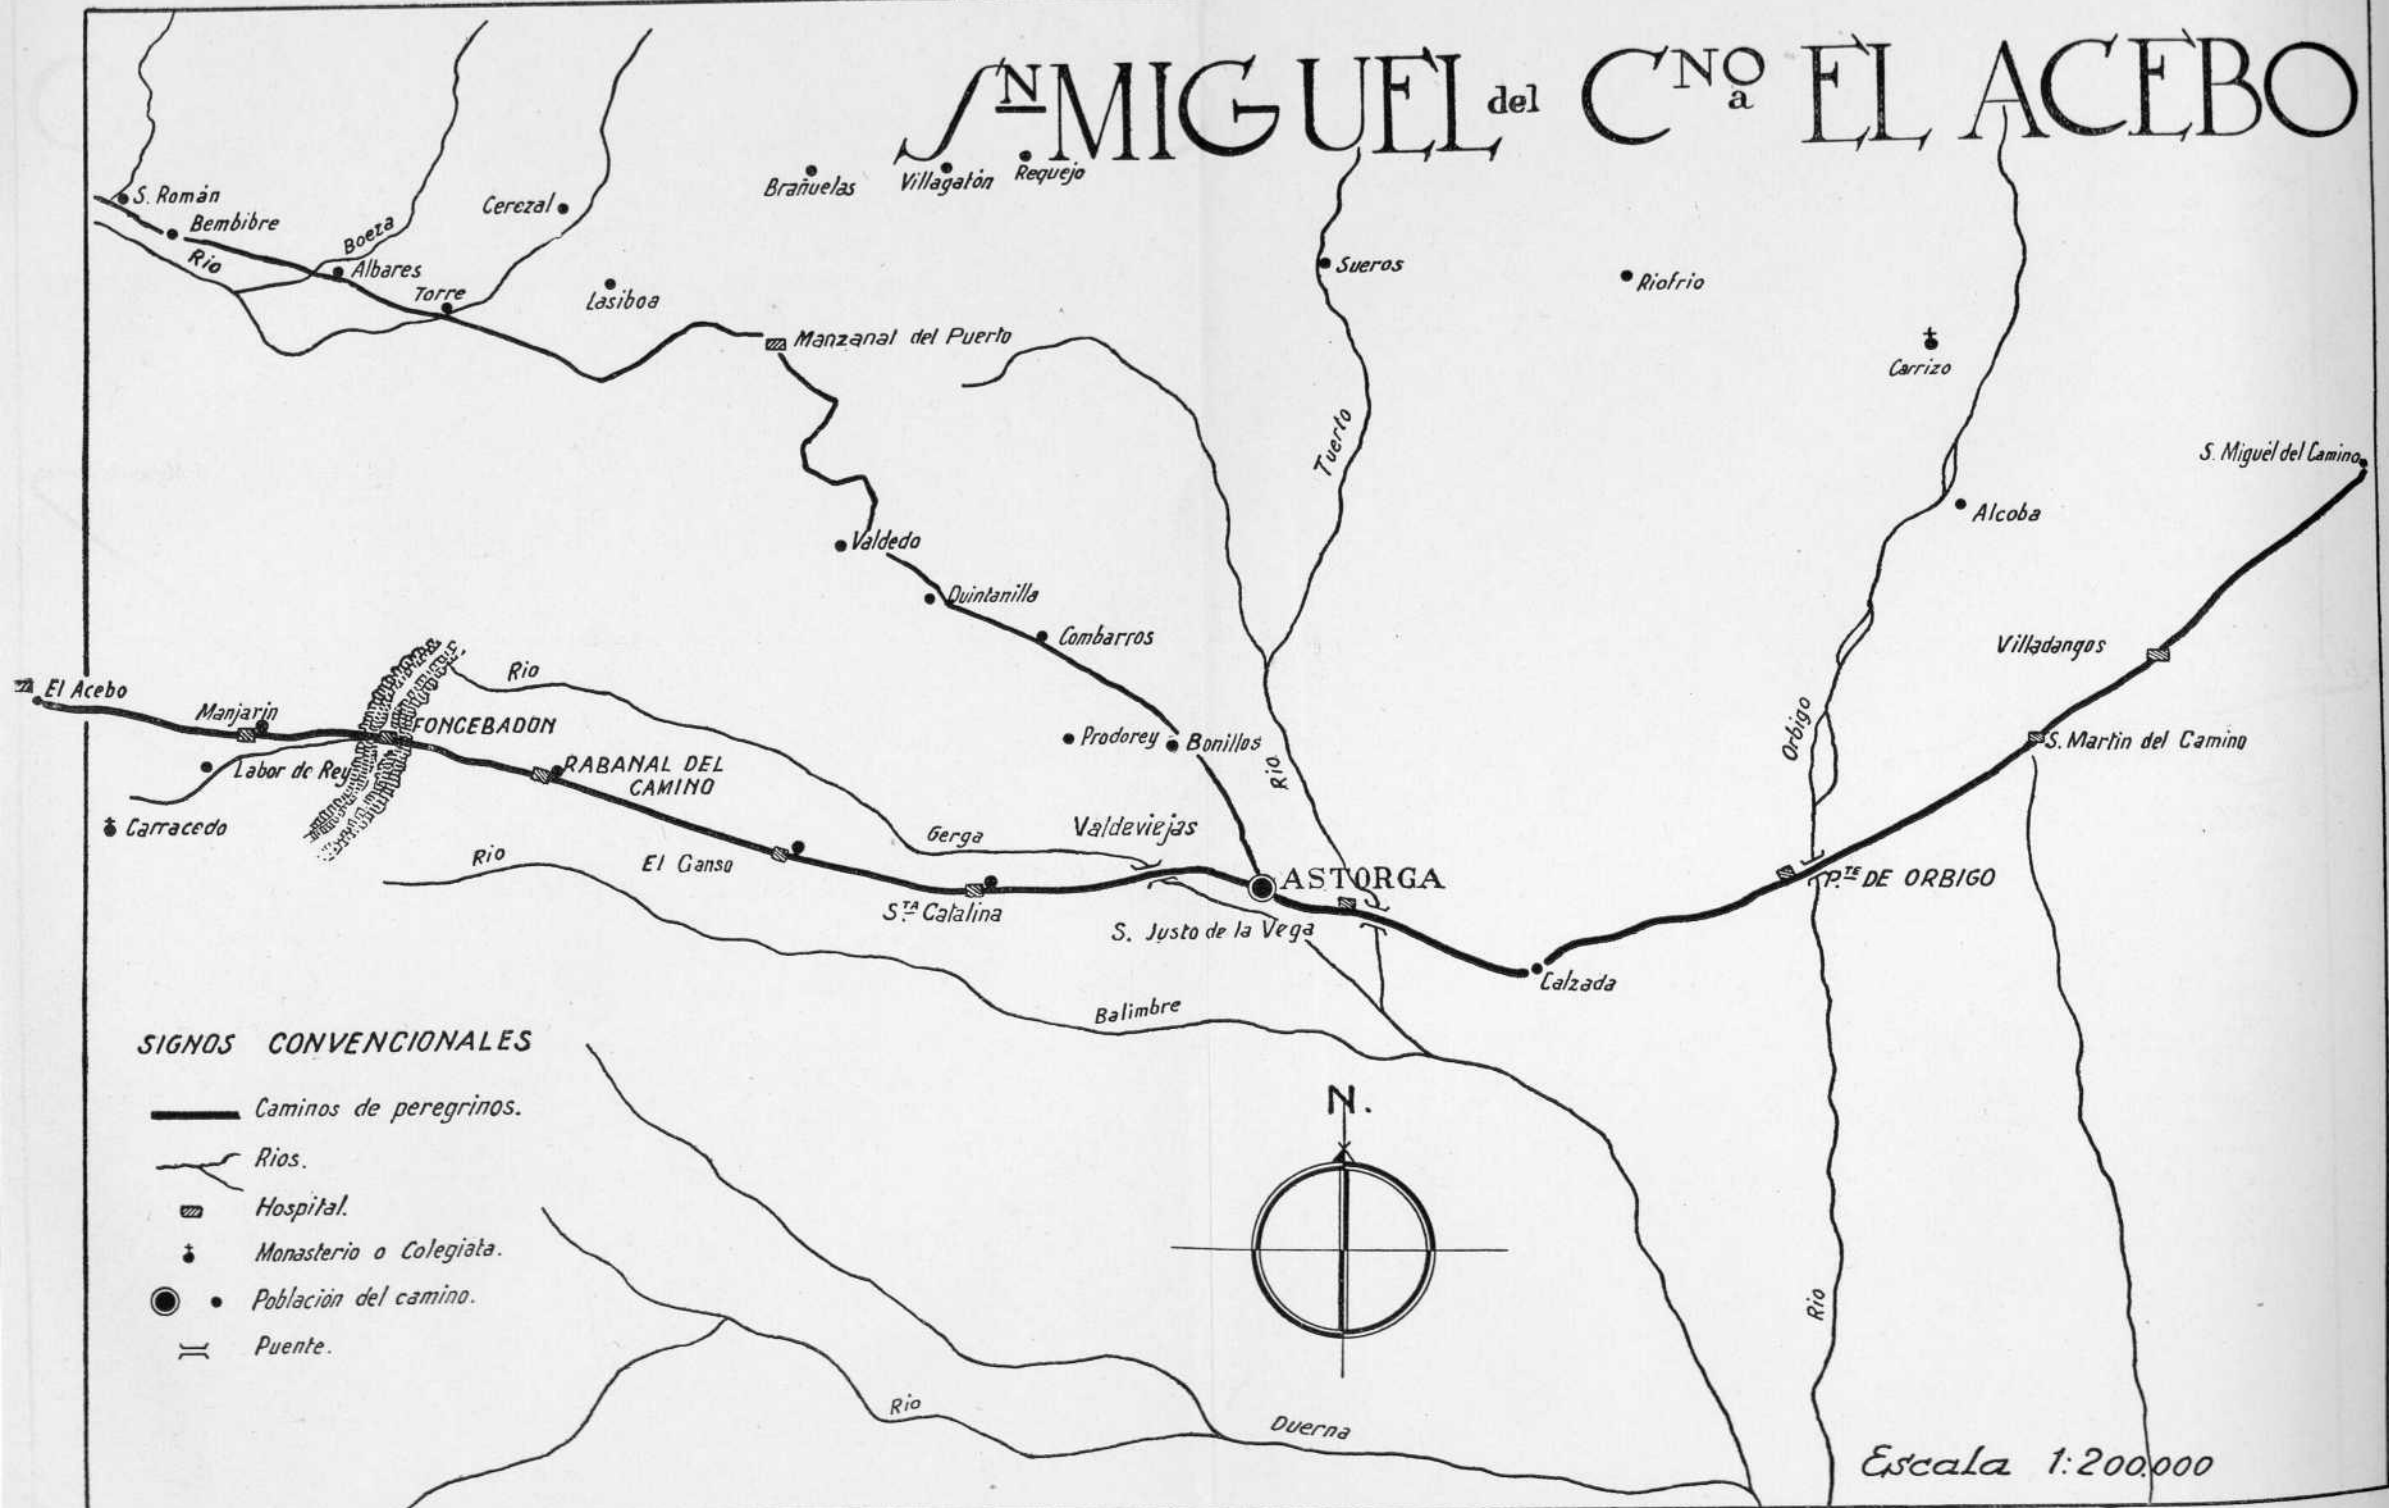 SN MIGUEL del CNO a EL ACEBO
S. Román
Bembibre
Rio
Boeza
Albares
Torre
Cerezal
Lasiboa
Brañuelas
Villagatón
Requejo
Manzanal del Puerto
Sueros
Riofrio
Carrizo
Tuerto
S. Miguel del Camino
Alcoba
Valdedo
Quintanilla
Combarros
Villadangos
El Acebo
Manjarin
FONCEBADON
Rio
Prodorey
Bonillos
Rio
Orbigo
S. Martin del Camino
Labor de Rey
RABANAL DEL
CAMINO
Carracedo
Rio
El Ganso
Gerga
Valdeviejas
ASTORGA
P.TE DE ORBIGO
S.TA Catalina
S. Justo de la Vega
Calzada
Balimbre
SIGNOS CONVENCIONALES
Caminos de peregrinos.
Rios.
Hospital.
Monasterio o Colegiata.
Población del camino.
Puente.
N.
Rio
Rio
Duerna
Escala 1:200.000